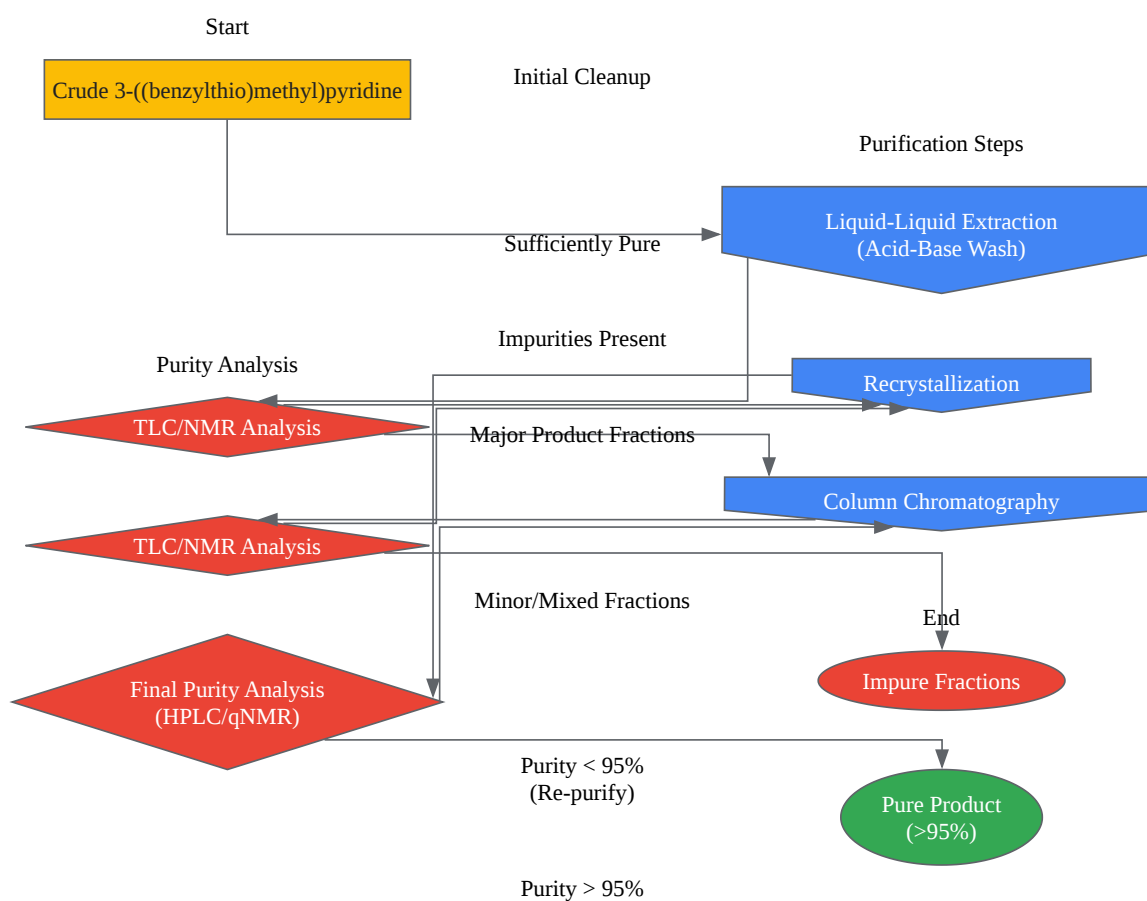 Start
Crude 3-((benzylthio)methyl)pyridine
Initial Cleanup
Purification Steps
Liquid-Liquid Extraction
(Acid-Base Wash)
Sufficiently Pure
Impurities Present
Purity Analysis
Recrystallization
TLC/NMR Analysis
Major Product Fractions
Column Chromatography
TLC/NMR Analysis
Minor/Mixed Fractions
End
Impure Fractions
Final Purity Analysis
(HPLC/qNMR)
Purity < 95%
(Re-purify)
Pure Product
(>95%)
Purity > 95%